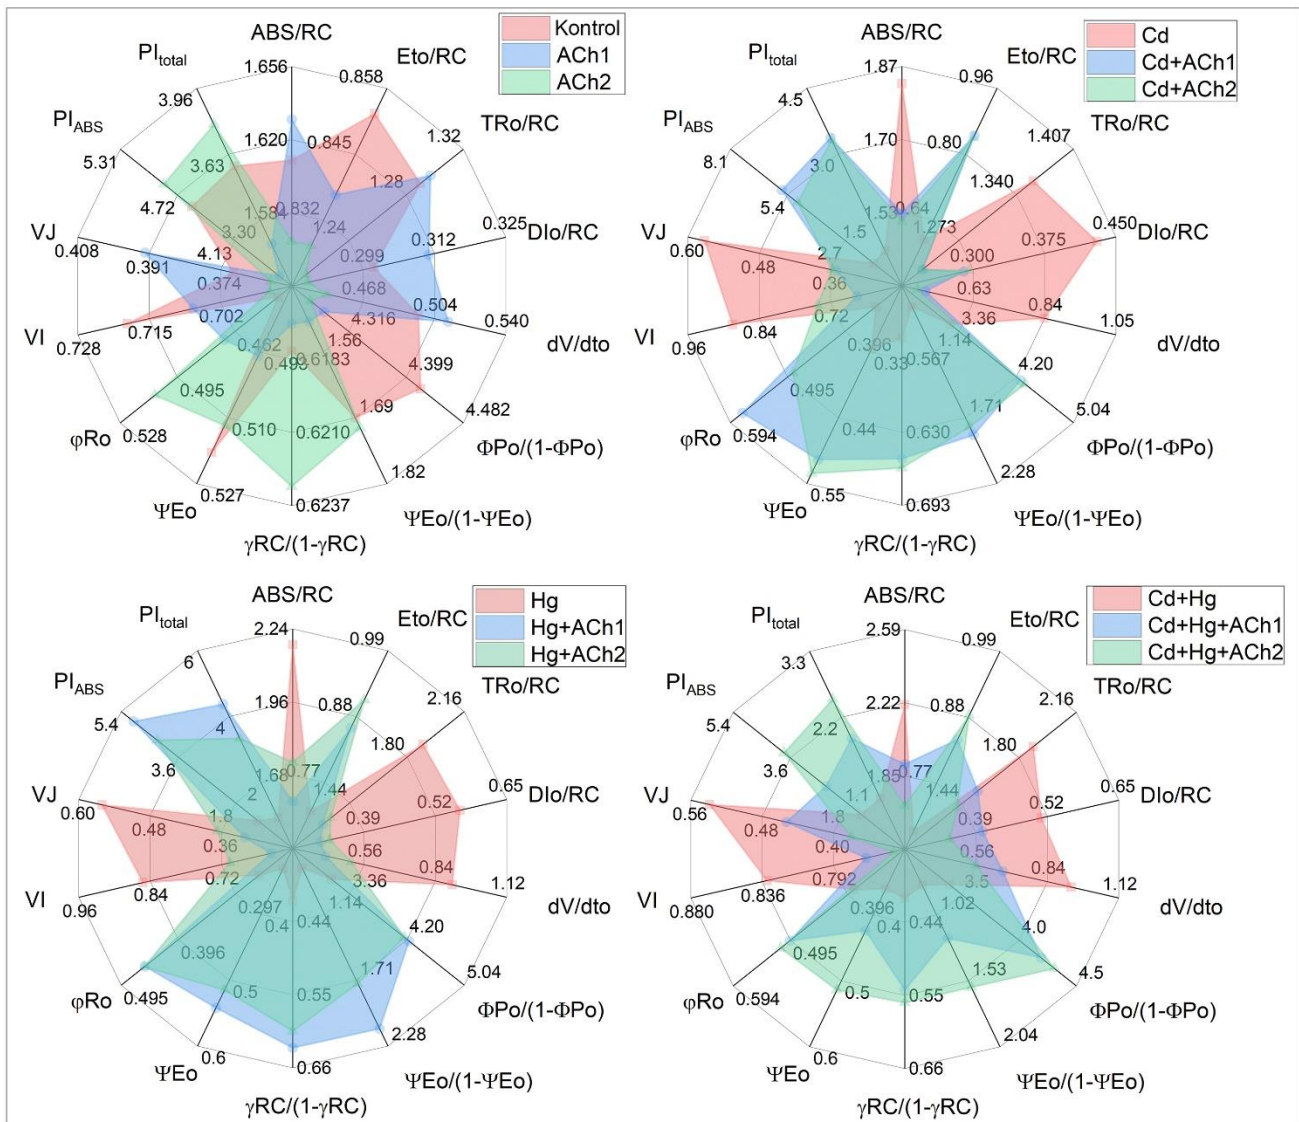 ABS/RC
1.656
Kontrol
ACh1
ACh2
PI_total
3.96
Eto/RC
0.858
TRo/RC
1.32
PI_ABS
5.31
1.620
0.845
3.63
1.28
4.72
1.584
0.832
1.24
0.325
DIo/RC
VJ
0.408
3.30
0.312
0.391
4.13
0.299
0.374
0.468
0.504
0.540
VI
0.728
0.715
0.702
4.316
dV/dto
0.462
0.493
0.6183
1.56
4.399
0.495
1.69
4.482
φRo
0.528
0.510
0.6210
ΦPo/(1-ΦPo)
ΨEo
0.527
1.82
0.6237
ΨEo/(1-ΨEo)
γRC/(1-γRC)
ABS/RC
1.87
Cd
Cd+ACh1
Cd+ACh2
PI_total
4.5
Eto/RC
0.96
TRo/RC
1.407
PI_ABS
8.1
1.70
0.80
3.0
1.340
5.4
1.53
0.64
1.273
0.450
DIo/RC
VJ
0.60
1.5
0.375
0.48
2.7
0.300
0.36
0.63
0.84
1.05
VI
0.96
0.84
0.72
3.36
dV/dto
0.396
0.33
0.567
1.14
4.20
0.495
1.71
5.04
φRo
0.594
0.44
0.630
ΦPo/(1-ΦPo)
ΨEo
0.55
2.28
0.693
ΨEo/(1-ΨEo)
γRC/(1-γRC)
ABS/RC
2.24
Hg
Hg+ACh1
Hg+ACh2
PI_total
6
Eto/RC
0.99
TRo/RC
2.16
PI_ABS
5.4
1.96
0.88
4
1.80
3.6
1.68
0.77
1.44
0.65
DIo/RC
VJ
0.60
2
0.52
0.48
1.8
0.39
0.36
0.56
0.84
1.12
VI
0.96
0.84
0.72
3.36
dV/dto
0.297
0.4
0.44
1.14
4.20
0.396
1.71
5.04
φRo
0.495
0.5
0.55
ΦPo/(1-ΦPo)
ΨEo
0.6
2.28
0.66
ΨEo/(1-ΨEo)
γRC/(1-γRC)
ABS/RC
2.59
Cd+Hg
Cd+Hg+ACh1
Cd+Hg+ACh2
PI_total
3.3
Eto/RC
0.99
TRo/RC
2.16
PI_ABS
5.4
2.22
0.88
2.2
1.80
3.6
1.85
0.77
1.44
0.65
DIo/RC
VJ
0.56
1.1
0.52
0.48
1.8
0.39
0.40
0.56
0.84
1.12
VI
0.880
0.836
0.792
3.5
dV/dto
0.396
0.4
0.44
1.02
4.0
0.495
1.53
4.5
φRo
0.594
0.5
0.55
ΦPo/(1-ΦPo)
ΨEo
0.6
2.04
0.66
ΨEo/(1-ΨEo)
γRC/(1-γRC)